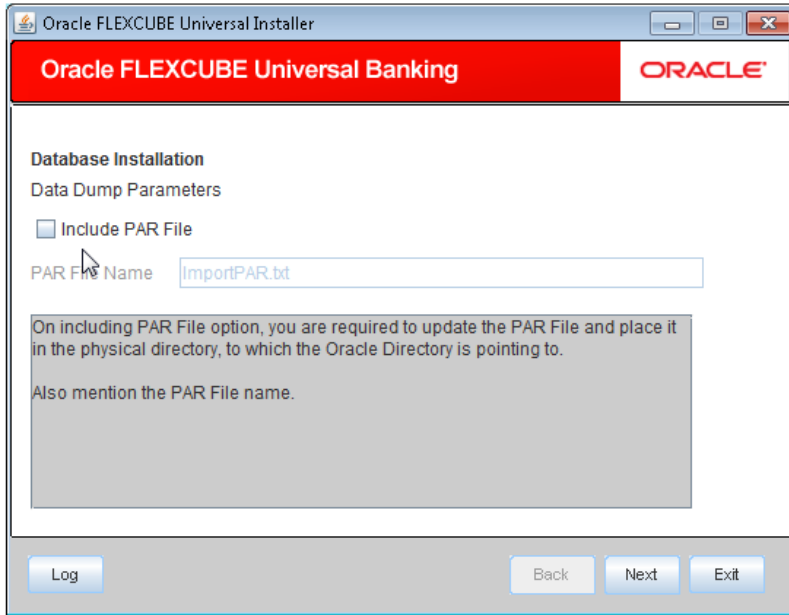 Oracle FLEXCUBE Universal Installer
Oracle FLEXCUBE Universal Banking
ORACLE
Database Installation
Data Dump Parameters
Include PAR File
PAR File Name ImportPAR.txt
On including PAR File option, you are required to update the PAR File and place it
in the physical directory, to which the Oracle Directory is pointing to.
Also mention the PAR File name.
Log Back Next Exit